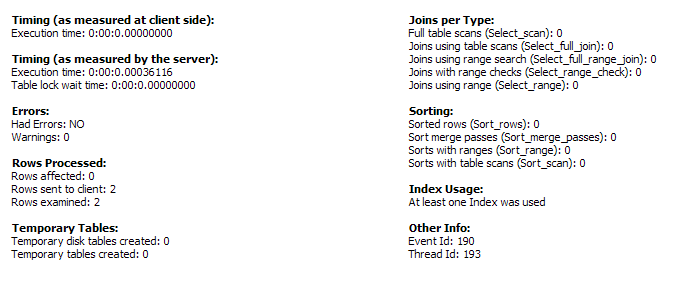 Timing (as measured at client side):
Execution time: 0:00:0.00000000
Timing (as measured by the server):
Execution time: 0:00:0.00036116
Table lock wait time: 0:00:0.00000000
Errors:
Had Errors: NO
Warnings: 0
Rows Processed:
Rows affected: 0
Rows sent to client: 2
Rows examined: 2
Temporary Tables:
Temporary disk tables created: 0
Temporary tables created: 0
Joins per Type:
Full table scans (Select_scan): 0
Joins using table scans (Select_full_join): 0
Joins using range search (Select_full_range_join): 0
Joins with range checks (Select_range_check): 0
Joins using range (Select_range): 0
Sorting:
Sorted rows (Sort_rows): 0
Sort merge passes (Sort_merge_passes): 0
Sorts with ranges (Sort_range): 0
Sorts with table scans (Sort_scan): 0
Index Usage:
At least one Index was used
Other Info:
Event Id: 190
Thread Id: 193